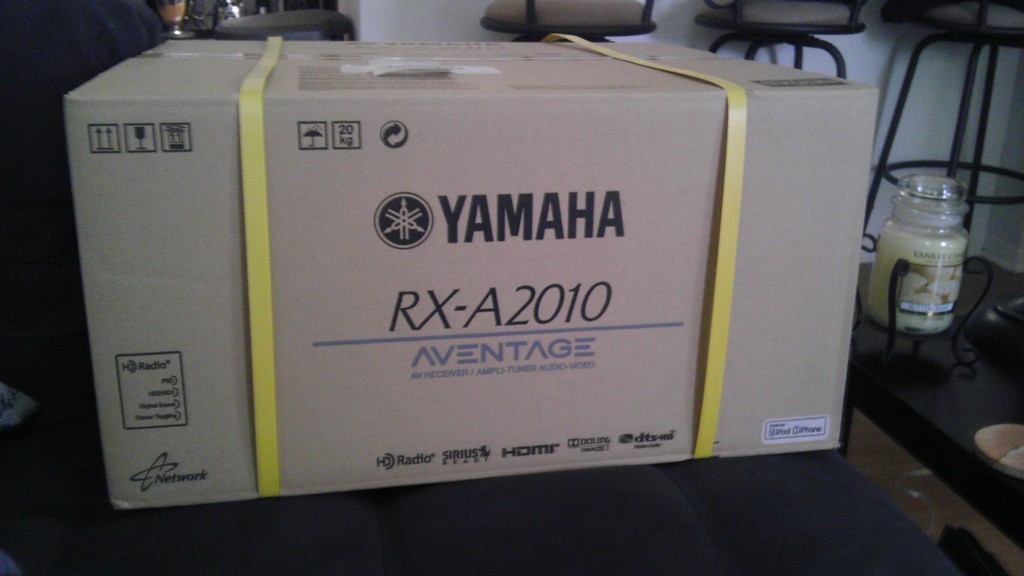 20
kg
YAMAHA
RX-A2010
AVENTAGE
AV RECEIVER / AMPLI-TUNER AUDIO-VIDEO
HD Radio
Network
HD Radio
SIRIUS
HDMI
DOLBY
dts-HD
iPod iPhone
YANKEE